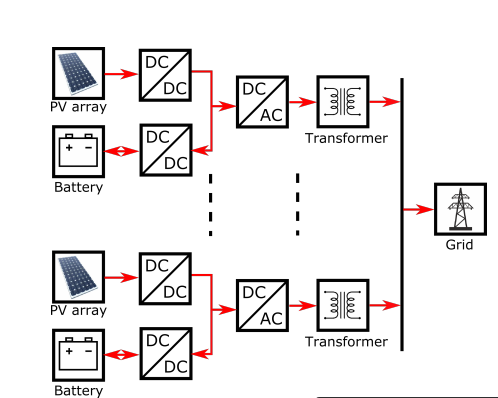 DC
DC
PV array
DC
AC
Transformer
+ −
DC
DC
Battery
Grid
DC
DC
PV array
DC
AC
Transformer
+ −
DC
DC
Battery